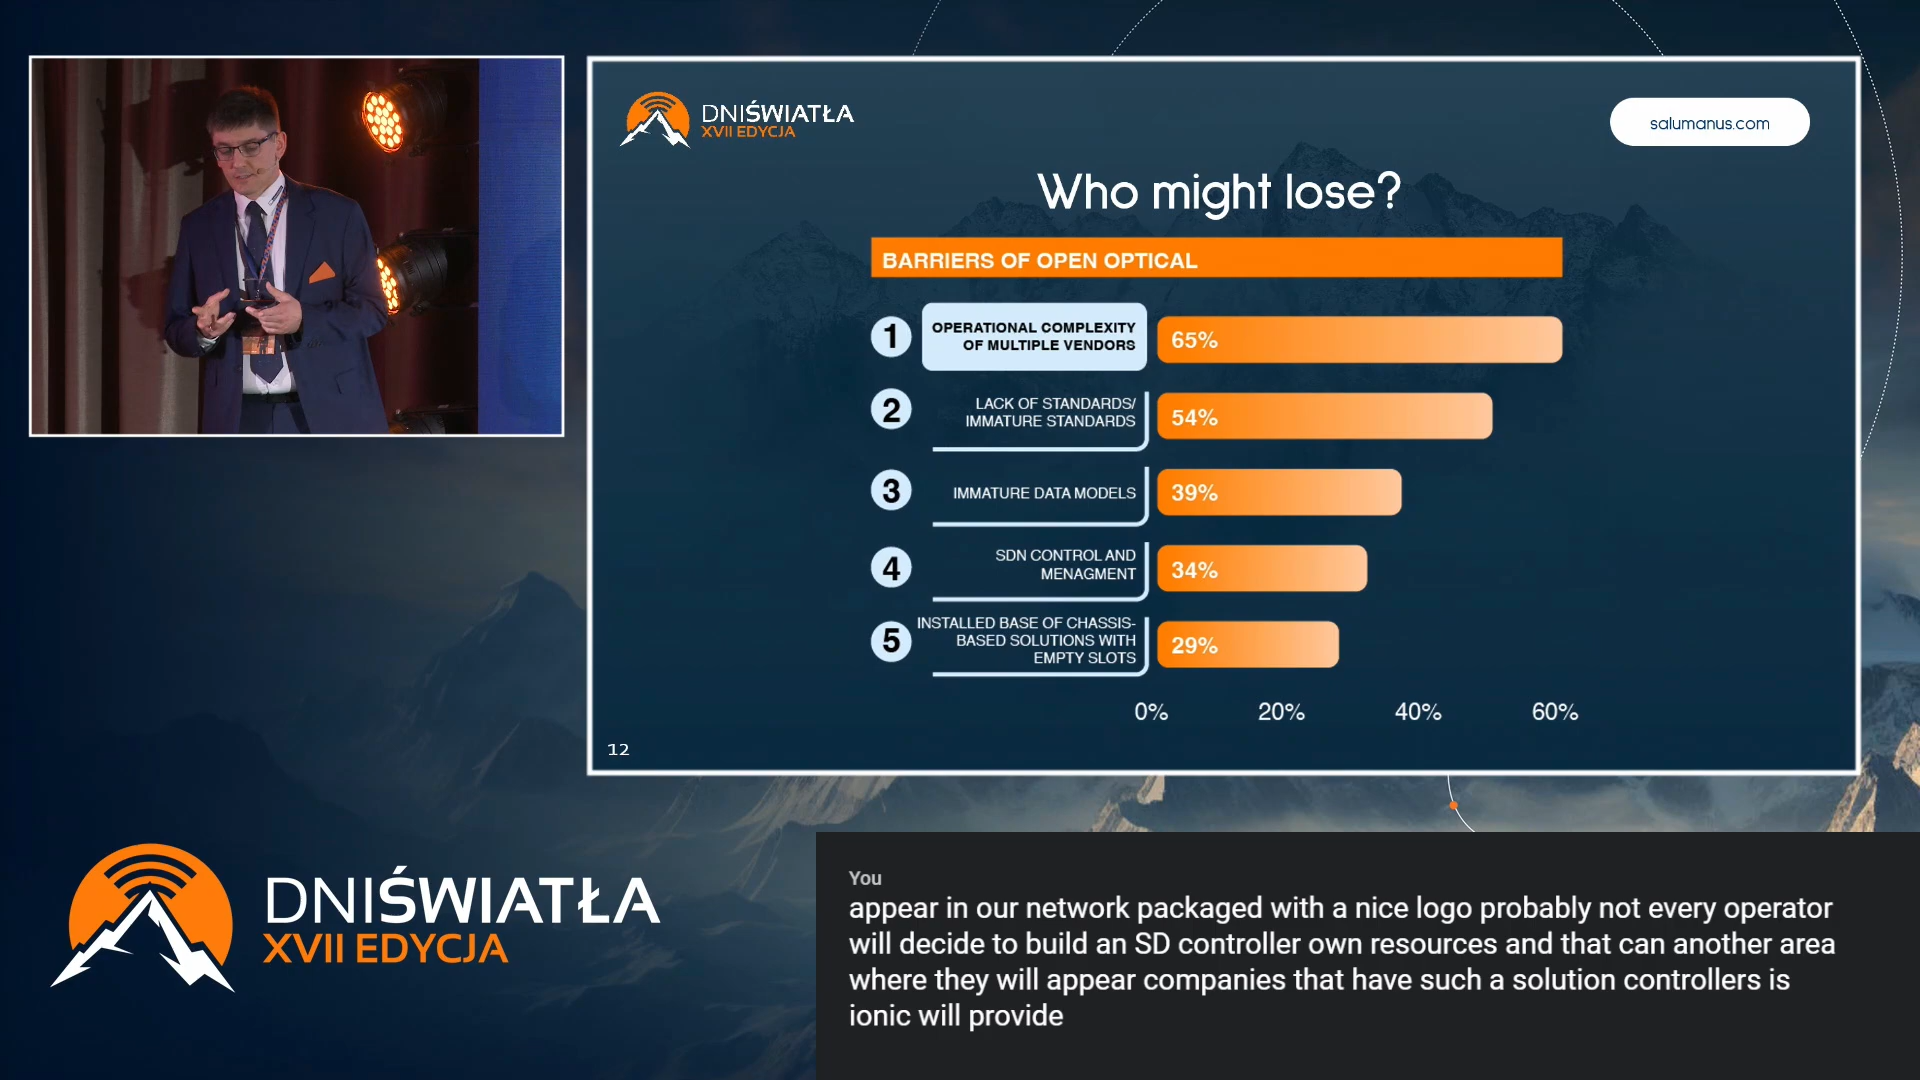 DNIŚWIATŁA
XVII EDYCJA
salumanus.com
Who might lose?
BARRIERS OF OPEN OPTICAL
1
OPERATIONAL COMPLEXITY
OF MULTIPLE VENDORS
65%
2
LACK OF STANDARDS/
IMMATURE STANDARDS
54%
3
IMMATURE DATA MODELS
39%
4
SDN CONTROL AND
MENAGMENT
34%
5
INSTALLED BASE OF CHASSIS-
BASED SOLUTIONS WITH
EMPTY SLOTS
29%
0% 20% 40% 60%
12
DNIŚWIATŁA
XVII EDYCJA
You
appear in our network packaged with a nice logo probably not every operator
will decide to build an SD controller own resources and that can another area
where they will appear companies that have such a solution controllers is
ionic will provide